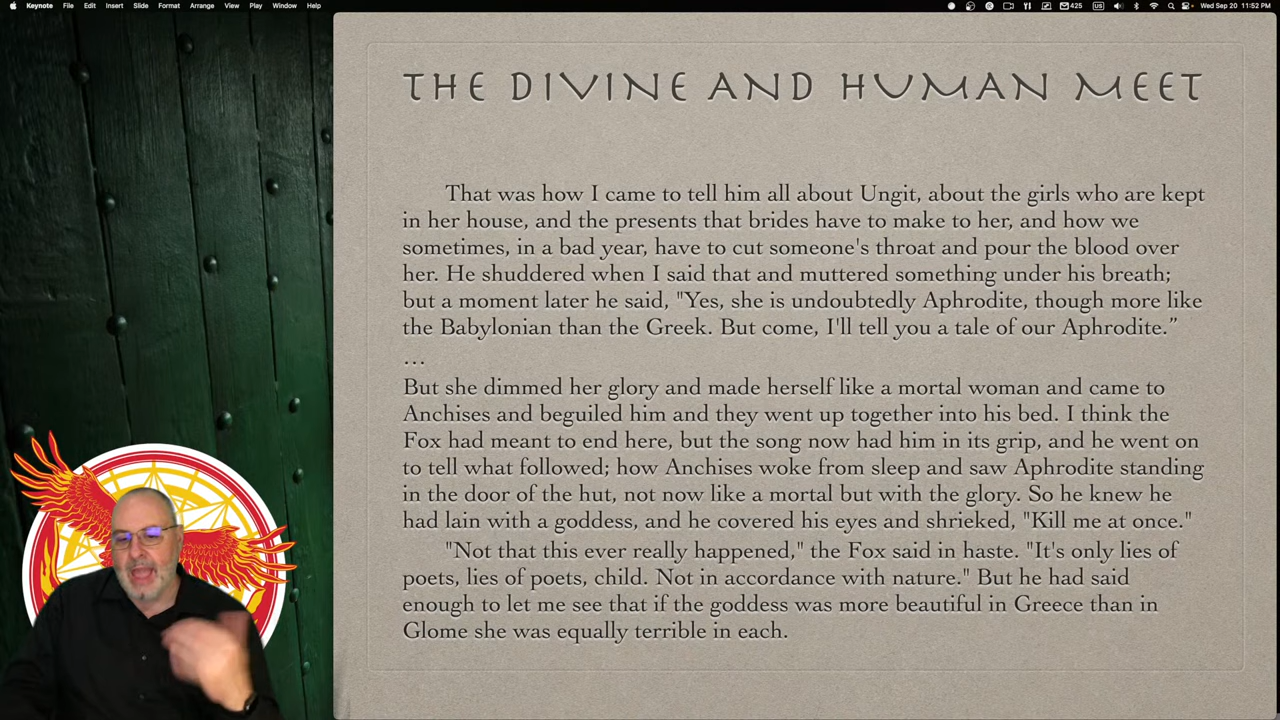 Keynote File Edit Insert Slide Format Arrange View Play Window Help 425 US Wed Sep 20 11:52 PM
THE DIVINE AND HUMAN MEET
That was how I came to tell him all about Ungit, about the girls who are kept
in her house, and the presents that brides have to make to her, and how we
sometimes, in a bad year, have to cut someone's throat and pour the blood over
her. He shuddered when I said that and muttered something under his breath;
but a moment later he said, "Yes, she is undoubtedly Aphrodite, though more like
the Babylonian than the Greek. But come, I'll tell you a tale of our Aphrodite.”
…
But she dimmed her glory and made herself like a mortal woman and came to
Anchises and beguiled him and they went up together into his bed. I think the
Fox had meant to end here, but the song now had him in its grip, and he went on
to tell what followed; how Anchises woke from sleep and saw Aphrodite standing
in the door of the hut, not now like a mortal but with the glory. So he knew he
had lain with a goddess, and he covered his eyes and shrieked, "Kill me at once."
"Not that this ever really happened," the Fox said in haste. "It's only lies of
poets, lies of poets, child. Not in accordance with nature." But he had said
enough to let me see that if the goddess was more beautiful in Greece than in
Glome she was equally terrible in each.